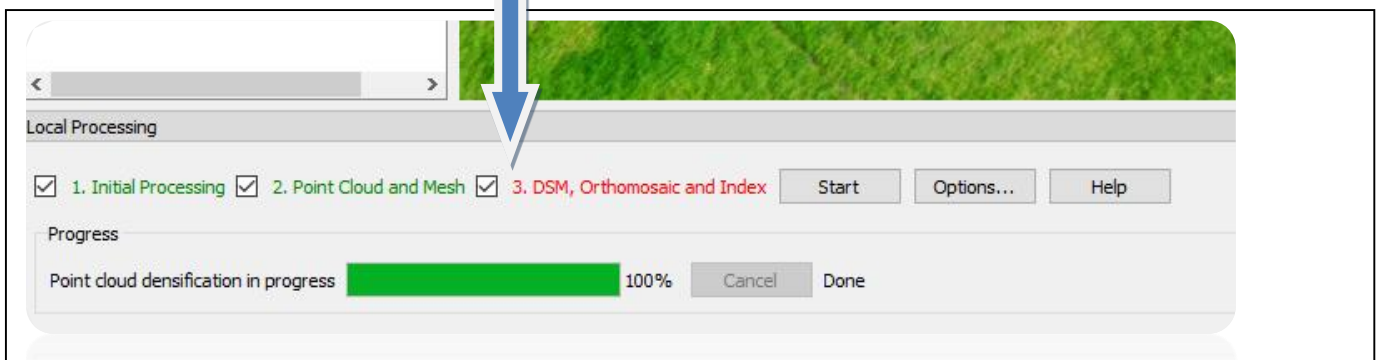 Local Processing
1. Initial Processing 2. Point Cloud and Mesh 3. DSM, Orthomosaic and Index Start Options... Help
Progress
Point cloud densification in progress 100% Cancel Done